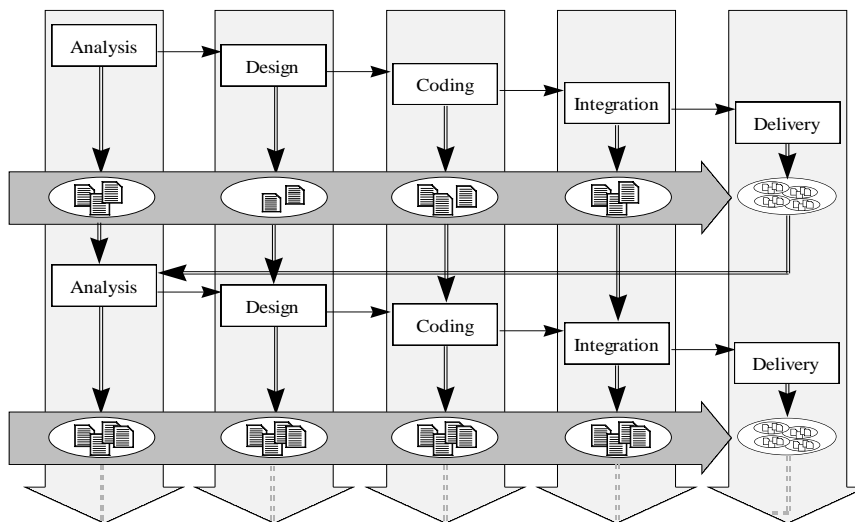 Analysis
Design
Coding
Integration
Delivery
Analysis
Design
Coding
Integration
Delivery